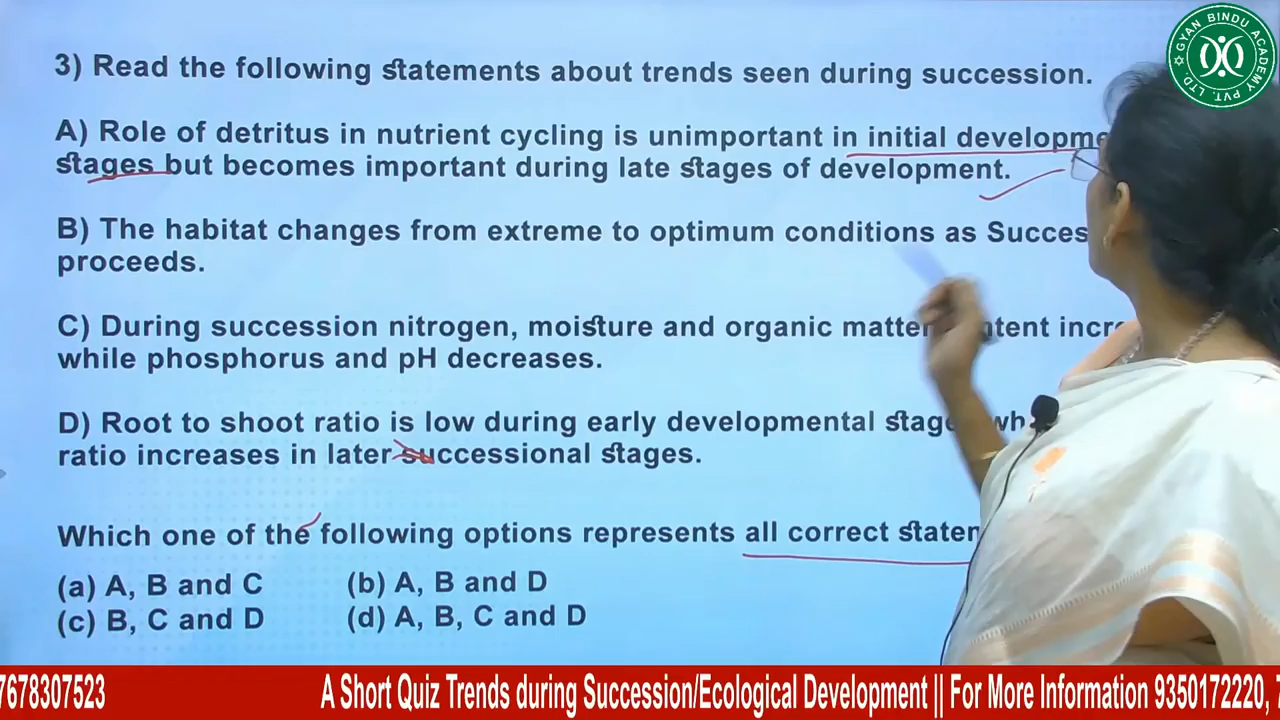 GYAN BINDU ACADEMY PVT. LTD.
3) Read the following statements about trends seen during succession.
A) Role of detritus in nutrient cycling is unimportant in initial developme
stages but becomes important during late stages of development.
B) The habitat changes from extreme to optimum conditions as Succes
proceeds.
C) During succession nitrogen, moisture and organic matter incr
while phosphorus and pH decreases.
D) Root to shoot ratio is low during early developmental stage
ratio increases in later successional stages.
Which one of the following options represents all correct staten
(a) A, B and C (b) A, B and D
(c) B, C and D (d) A, B, C and D
7678307523 A Short Quiz Trends during Succession/Ecological Development || For More Information 9350172220,